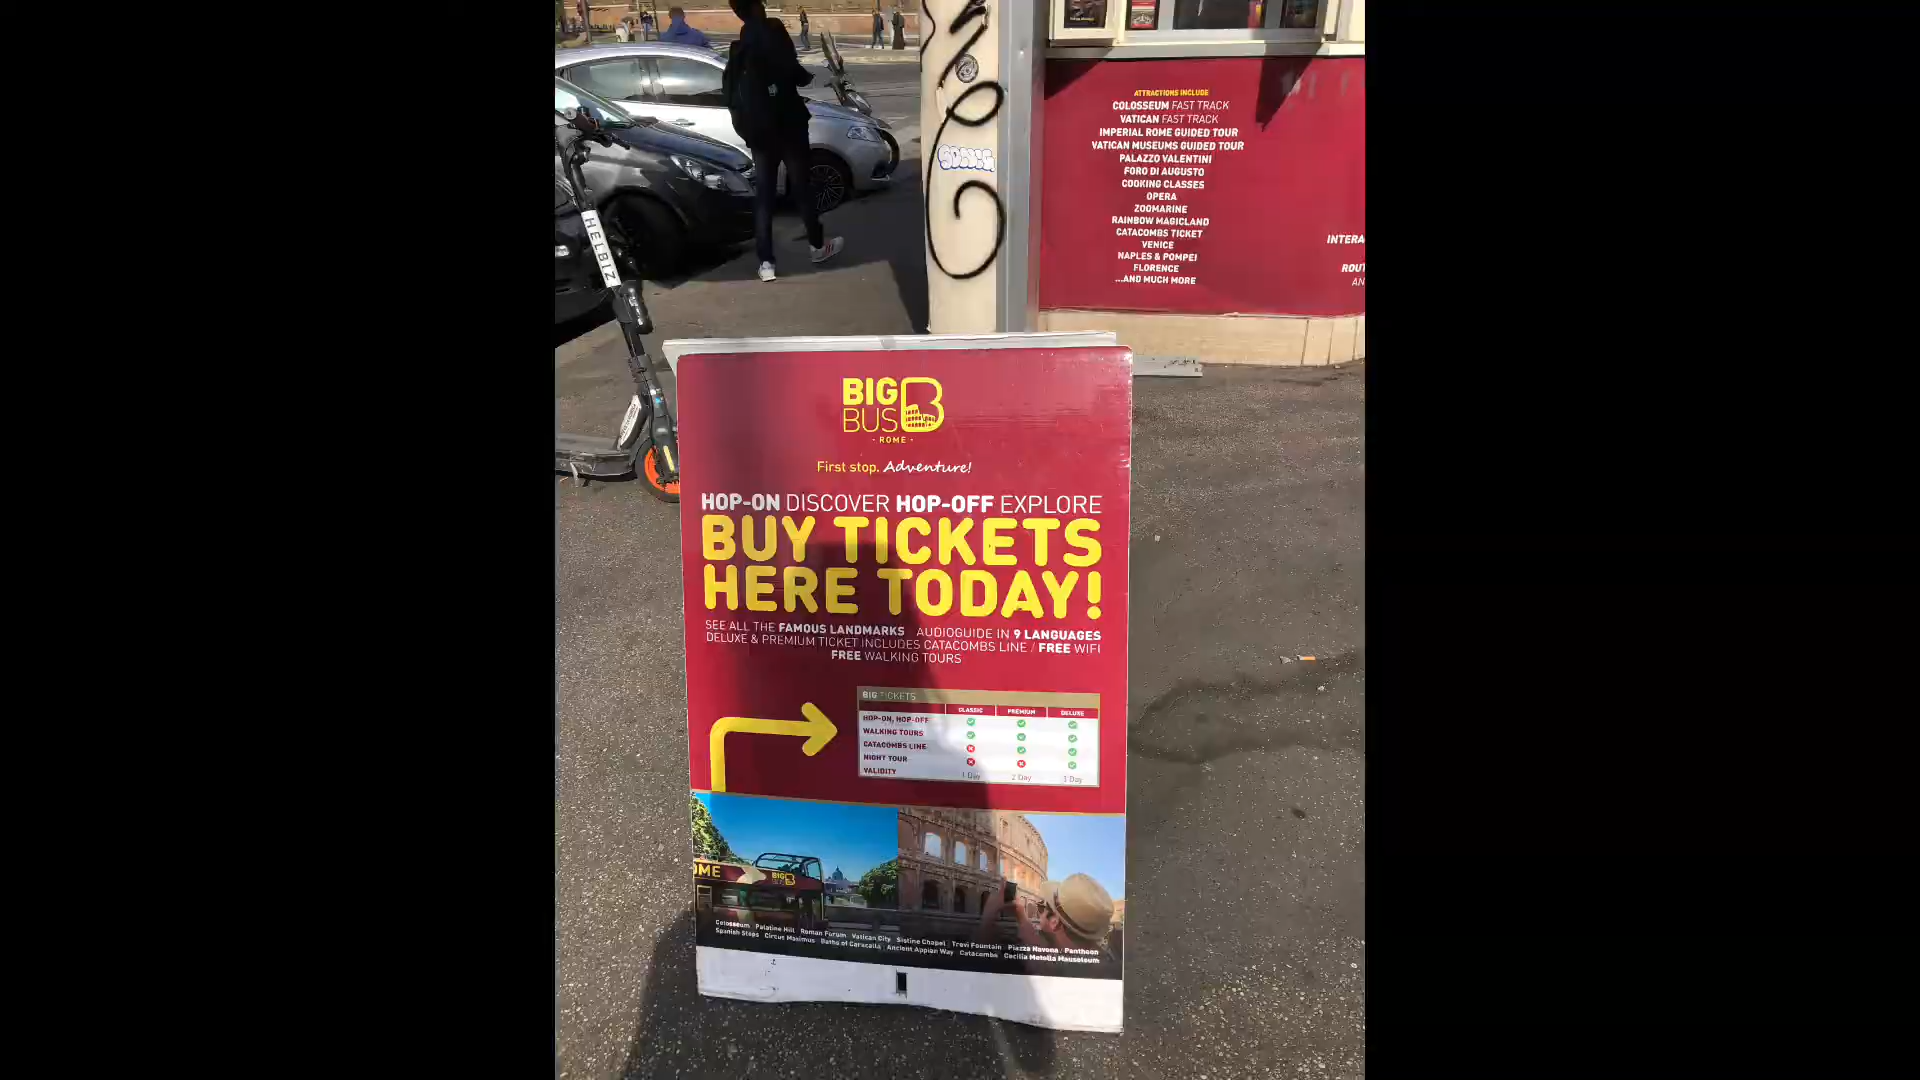 ATTRACTIONS INCLUDE
COLOSSEUM FAST TRACK
VATICAN FAST TRACK
IMPERIAL ROME GUIDED TOUR
VATICAN MUSEUMS GUIDED TOUR
PALAZZO VALENTINI
FORO DI AUGUSTO
COOKING CLASSES
OPERA
ZOOMARINE
RAINBOW MAGICLAND
CATACOMBS TICKET
VENICE
NAPLES & POMPEI
FLORENCE
...AND MUCH MORE
INTERA
ROUT
AN
HELBIZ
BIG
BUS
- ROME -
First stop, Adventure!
HOP-ON DISCOVER HOP-OFF EXPLORE
BUY TICKETS
HERE TODAY!
SEE ALL THE FAMOUS LANDMARKS AUDIOGUIDE IN 9 LANGUAGES
DELUXE & PREMIUM TICKET INCLUDES CATACOMBS LINE / FREE WIFI
FREE WALKING TOURS
BIG TICKETS
CLASSIC PREMIUM DELUXE
HOP-ON, HOP-OFF
WALKING TOURS
CATACOMBS LINE
NIGHT TOUR
VALIDITY 1 Day 2 Day 3 Day
OME BIG BUS
Colosseum Palatine Hill Roman Forum Vatican City Sistine Chapel Trevi Fountain Piazza Navona Pantheon
Spanish Steps Circus Maximus Baths of Caracalla Ancient Appian Way Catacombs Cecilia Metella Mausoleum